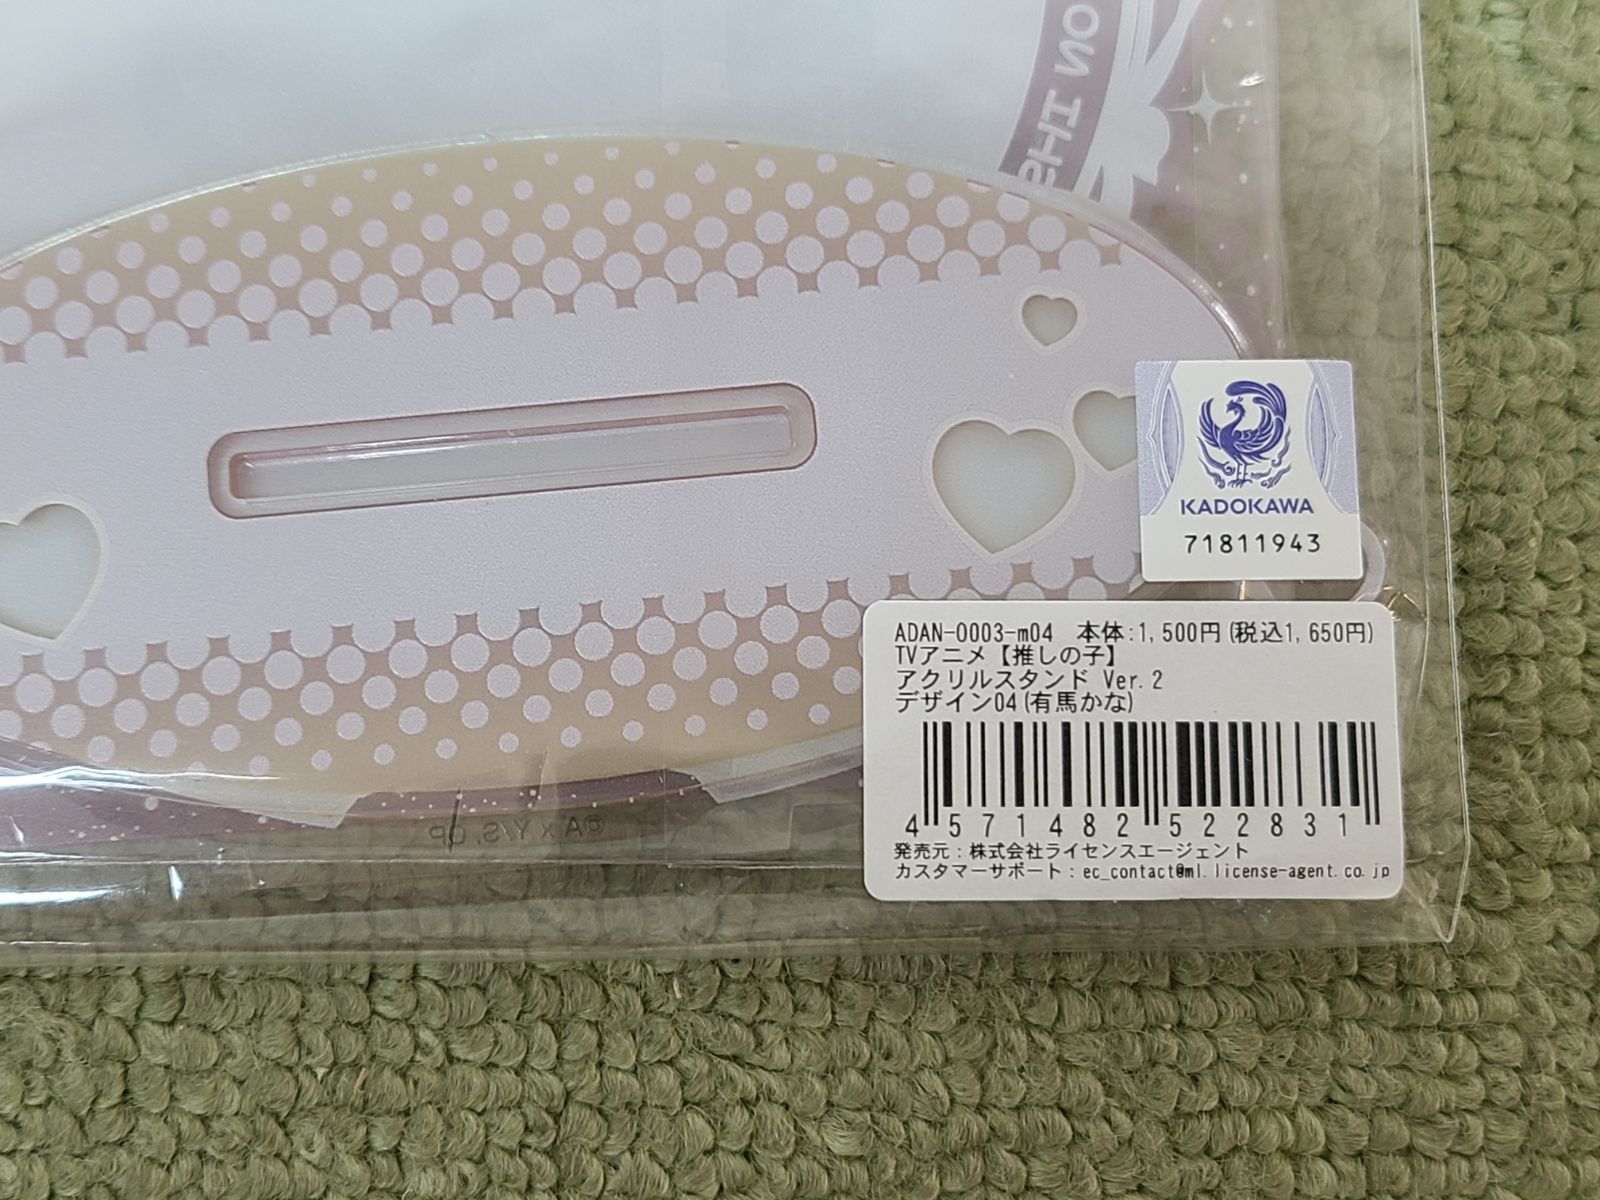 ON IHS
KADOKAWA
71811943
ADAN-0003-m04 本体:1,500円(税込1,650円)
TVアニメ【推しの子】
アクリルスタンド Ver.2
デザイン04(有馬かな)
4 571482 522831
発売元:株式会社ライセンスエージェント
カスタマーサポート:ec_contact@ml.license-agent.co.jp
©A×Y/S,OP